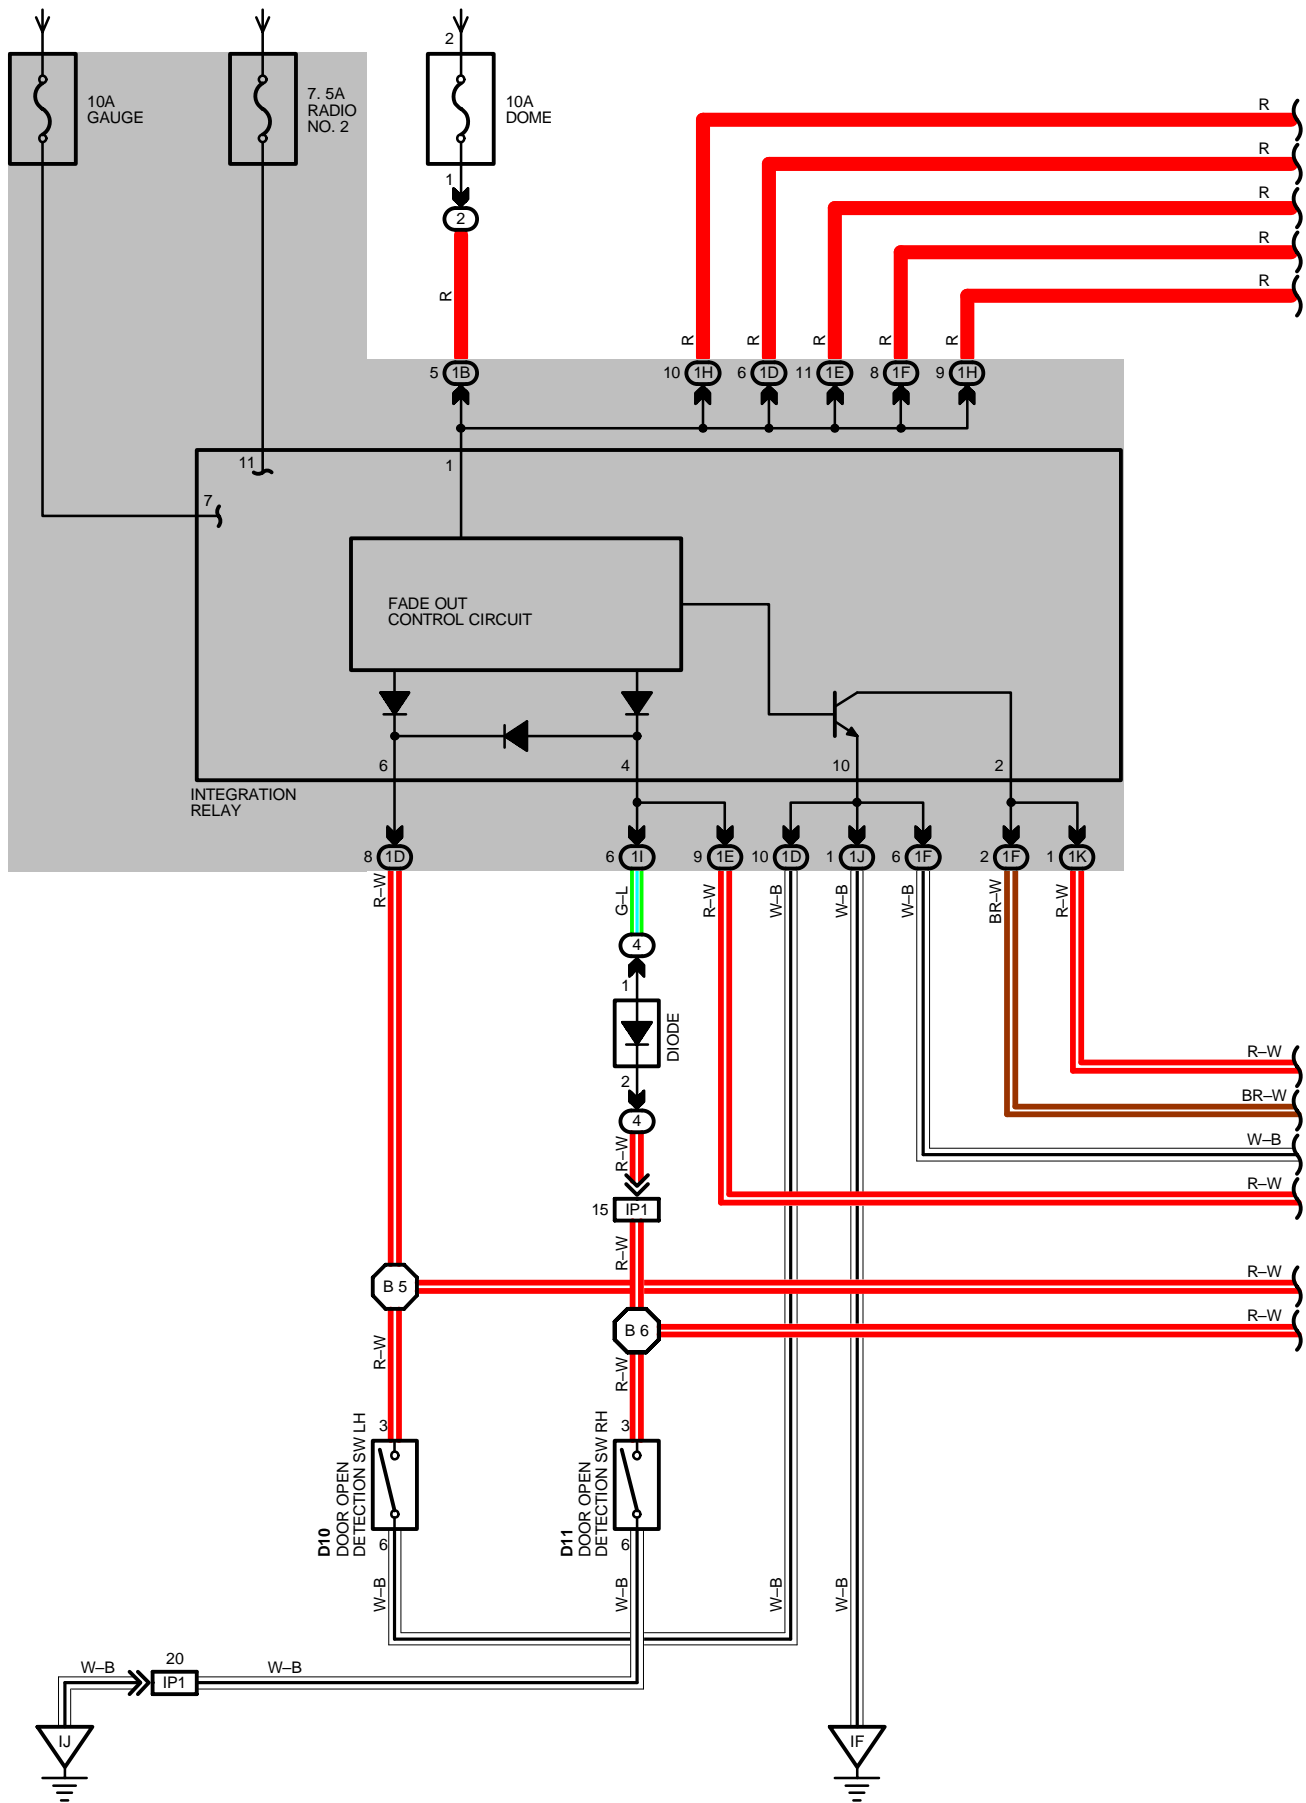 2
10A
GAUGE
7. 5A
RADIO
NO. 2
10A
DOME
R
R
R
R
R
1
2
R
R
R
R
R
R
5 1B
10 1H
6 1D
11 1E
8 1F
9 1H
11
1
7
FADE OUT
CONTROL CIRCUIT
6
4
10
2
INTEGRATION
RELAY
8 1D
6 1I
9 1E
10 1D
1 1J
6 1F
2 1F
1 1K
R–W
G–L
R–W
W–B
W–B
W–B
BR–W
R–W
4
1
DIODE
2
4
R–W
BR–W
W–B
R–W
R–W
15 IP1
R–W
B 5
R–W
B 6
R–W
R–W
R–W
3
3
D10
DOOR OPEN
DETECTION SW LH
D11
DOOR OPEN
DETECTION SW RH
6
6
W–B
W–B
W–B
W–B
20
W–B
IP1
W–B
IJ
IF